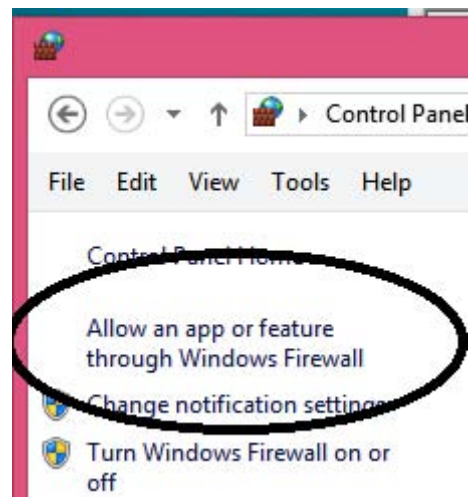 Control Panel
File Edit View Tools Help
Control Panel Home
Allow an app or feature
through Windows Firewall
Change notification settings
Turn Windows Firewall on or
off